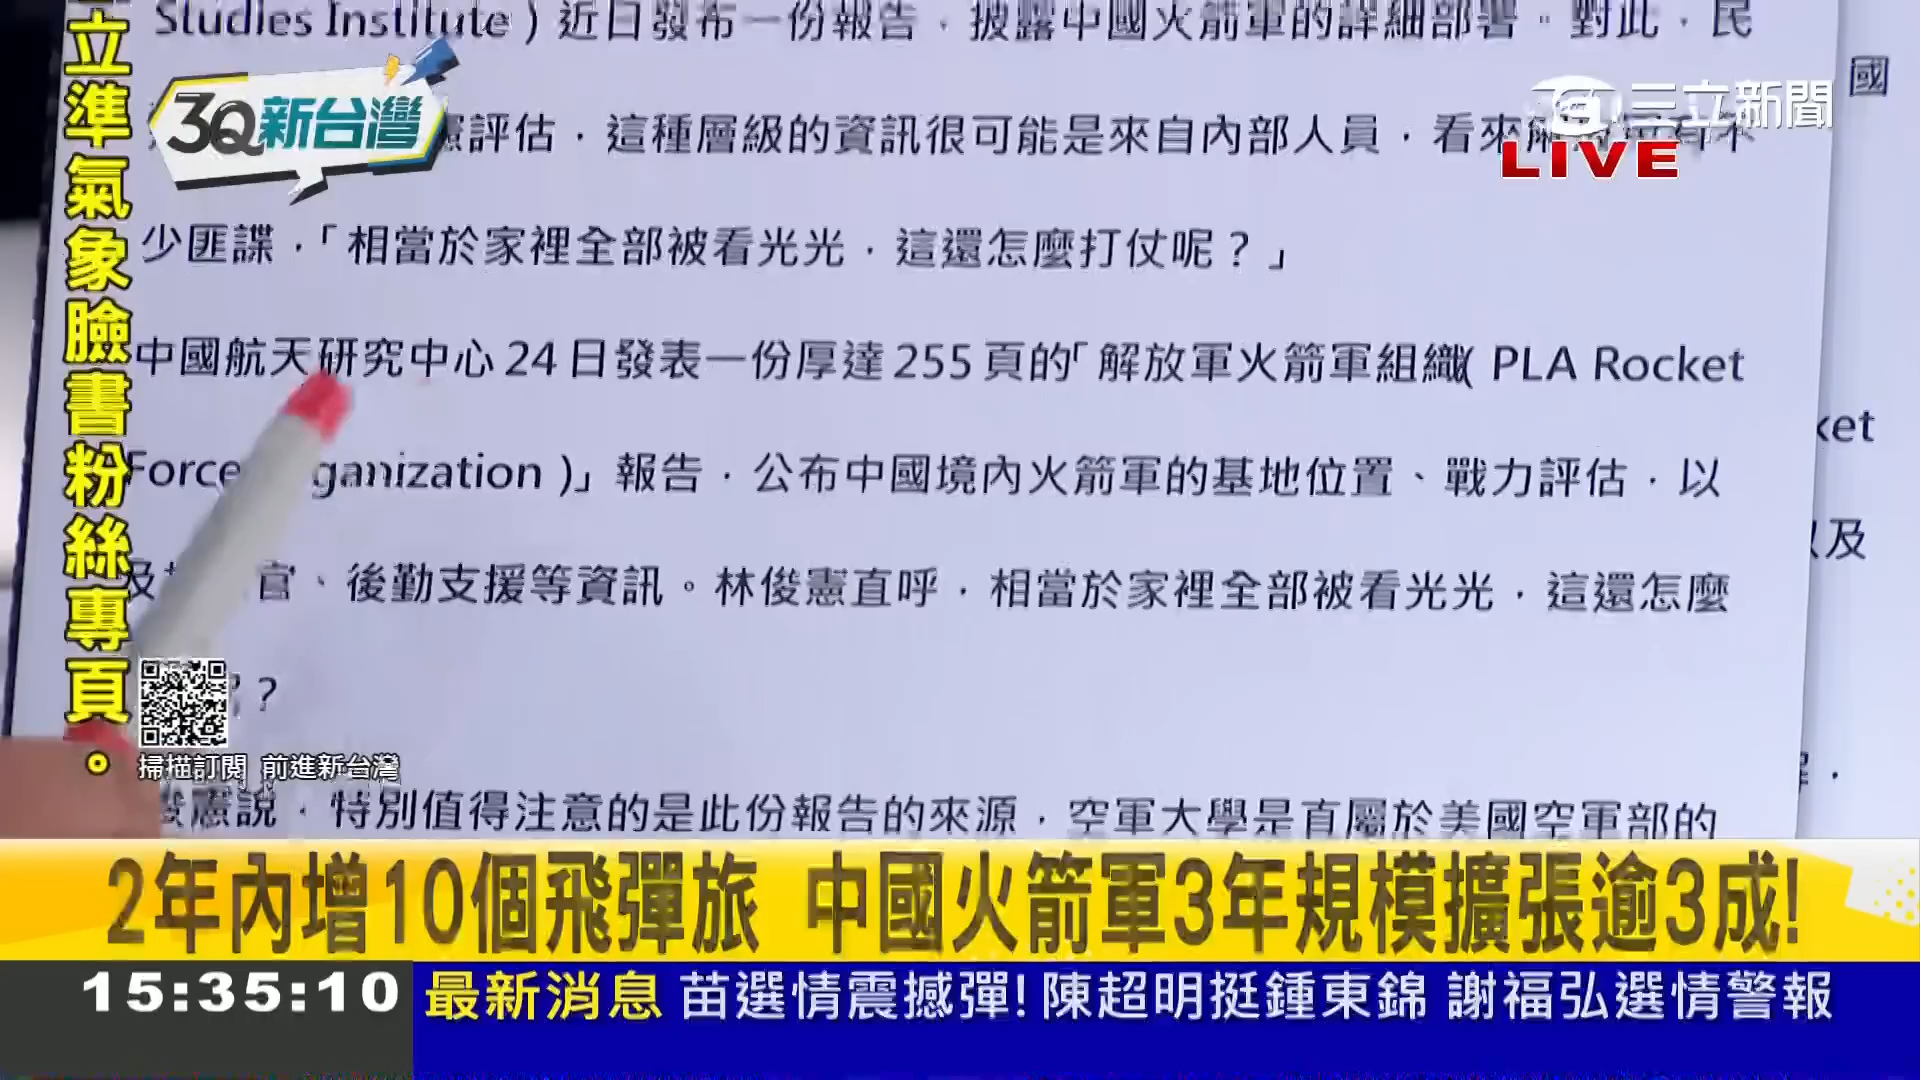 Studies Institute）近日發布一份報告，披露中國火箭軍的詳細部署。對此，民
評估，這種層級的資訊很可能是來自內部人員，看來
少匪諜，「相當於家裡全部被看光光，這還怎麼打仗呢？」
中國航天研究中心 24 日發表一份厚達 255 頁的「解放軍火箭軍組織( PLA Rocket
Force ganization )」報告，公布中國境內火箭軍的基地位置、戰力評估，以
及 官、後勤支援等資訊。林俊憲直呼，相當於家裡全部被看光光，這還怎麼
？
憲說，特別值得注意的是此份報告的來源，空軍大學是直屬於美國空軍部的
國
ket
以及
立準氣象臉書粉絲專頁。
3Q新台灣
三立新聞
LIVE
掃描訂閱 前進新台灣
2年內增10個飛彈旅 中國火箭軍3年規模擴張逾3成!
15:35:10
最新消息 苗選情震撼彈!陳超明挺鍾東錦 謝福弘選情警報